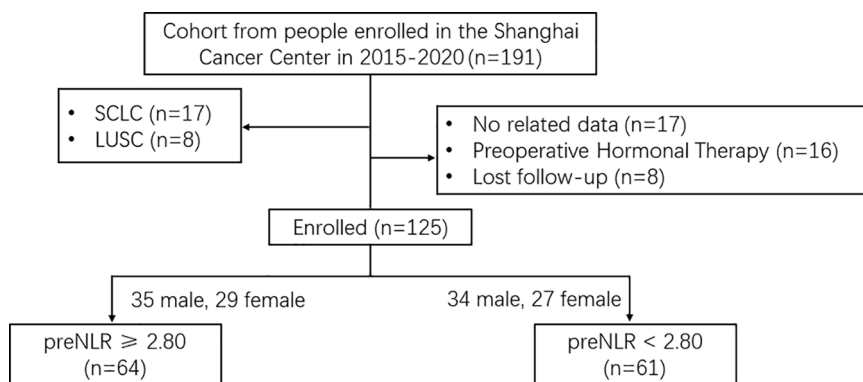 Cohort from people enrolled in the Shanghai
Cancer Center in 2015-2020 (n=191)
• SCLC (n=17)
• LUSC (n=8)
• No related data (n=17)
• Preoperative Hormonal Therapy (n=16)
• Lost follow-up (n=8)
Enrolled (n=125)
35 male, 29 female
34 male, 27 female
preNLR ≥ 2.80
(n=64)
preNLR < 2.80
(n=61)